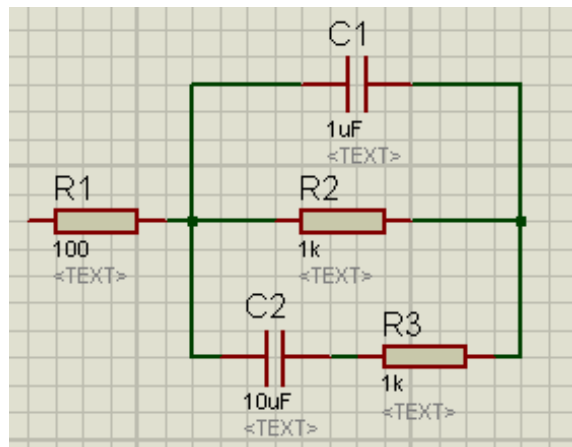 C1
1uF
<TEXT>
R1
100
<TEXT>
R2
1k
<TEXT>
C2
10uF
<TEXT>
R3
1k
<TEXT>